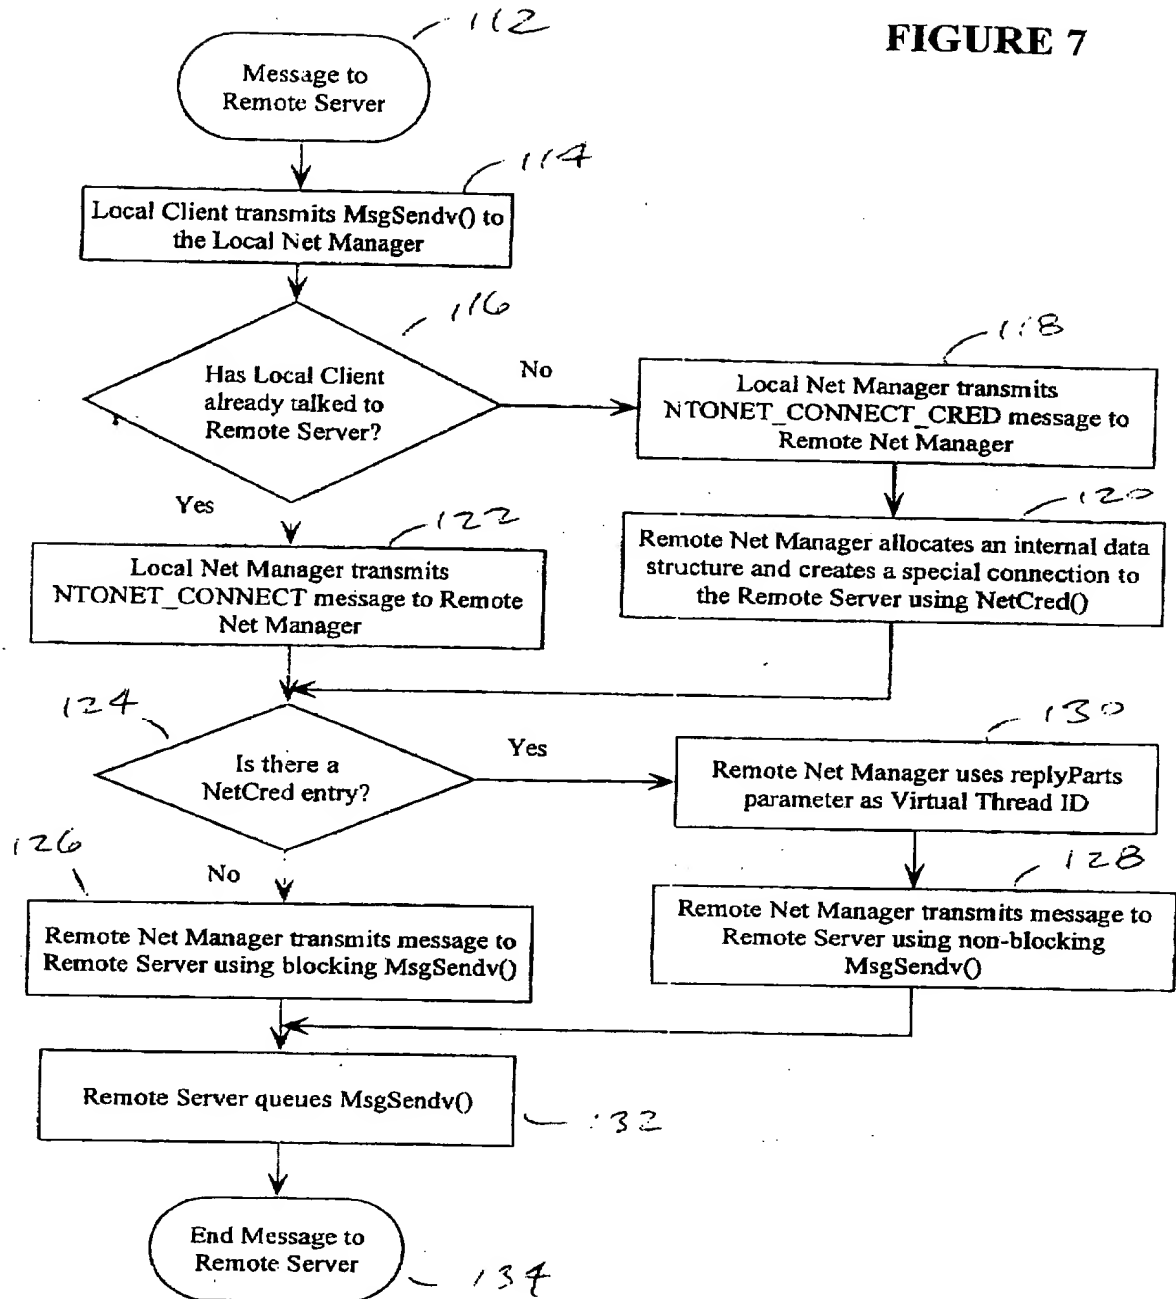 FIGURE 7
112
Message to
Remote Server
114
Local Client transmits MsgSendv() to
the Local Net Manager
116
Has Local Client
already talked to
Remote Server?
No
118
Local Net Manager transmits
NTONET_CONNECT_CRED message to
Remote Net Manager
Yes
120
Remote Net Manager allocates an internal data
structure and creates a special connection to
the Remote Server using NetCred()
122
Local Net Manager transmits
NTONET_CONNECT message to Remote
Net Manager
124
Is there a
NetCred entry?
Yes
130
Remote Net Manager uses replyParts
parameter as Virtual Thread ID
No
126
Remote Net Manager transmits message to
Remote Server using blocking MsgSendv()
128
Remote Net Manager transmits message to
Remote Server using non-blocking
MsgSendv()
Remote Server queues MsgSendv()
132
End Message to
Remote Server
134